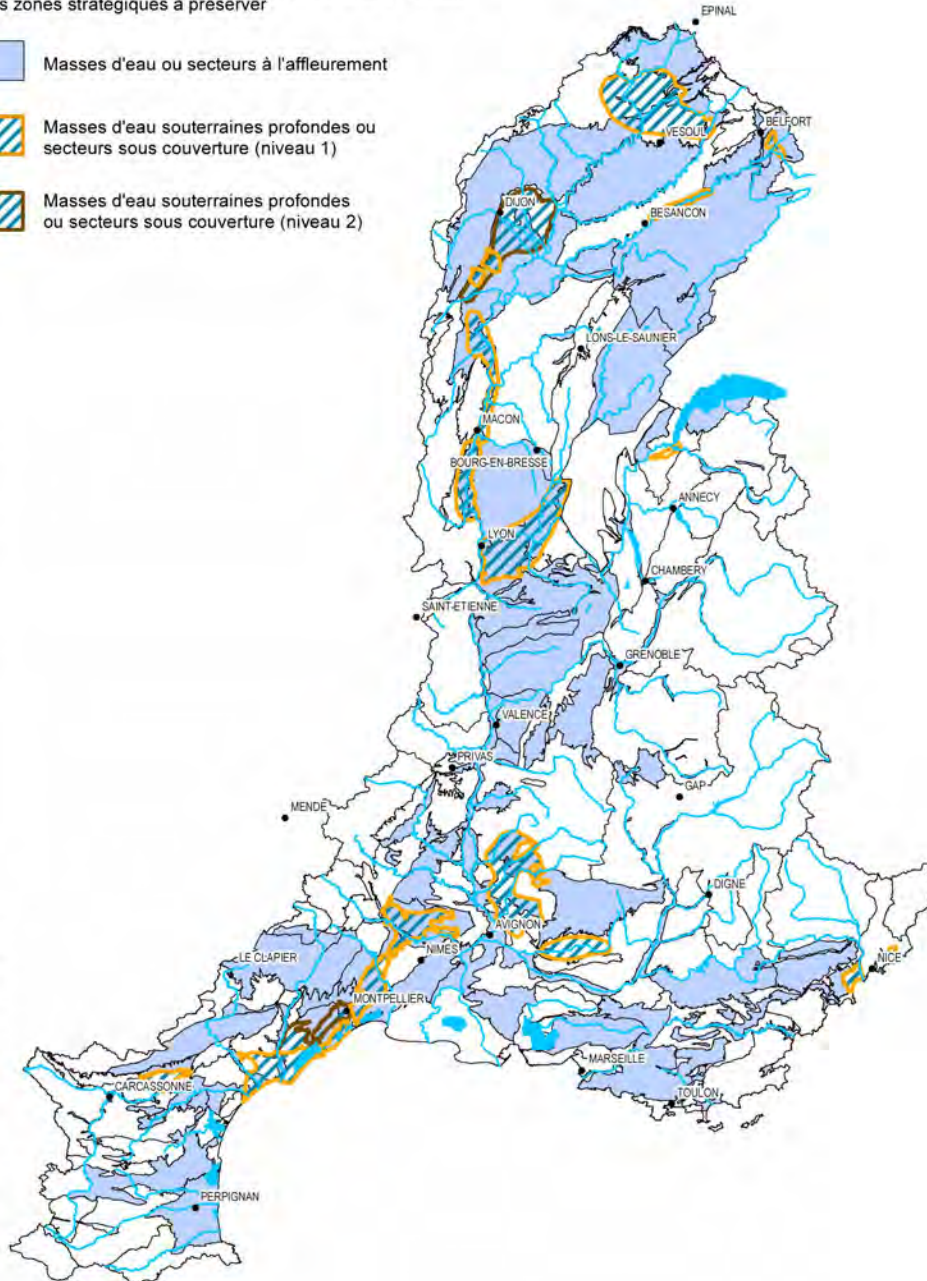 s zones stratégiques à préserver
Masses d'eau ou secteurs à l'affleurement
Masses d'eau souterraines profondes ou
secteurs sous couverture (niveau 1)
Masses d'eau souterraines profondes
ou secteurs sous couverture (niveau 2)
EPINAL
BELFORT
VESOUL
DIJON
BESANCON
LONS-LE-SAUNIER
MACON
BOURG-EN-BRESSE
ANNECY
LYON
CHAMBERY
SAINT-ETIENNE
GRENOBLE
VALENCE
PRIVAS
GAP
MENDE
DIGNE
AVIGNON
NIMES
NICE
LE CLAPIER
MONTPELLIER
MARSEILLE
CARCASSONNE
TOULON
PERPIGNAN